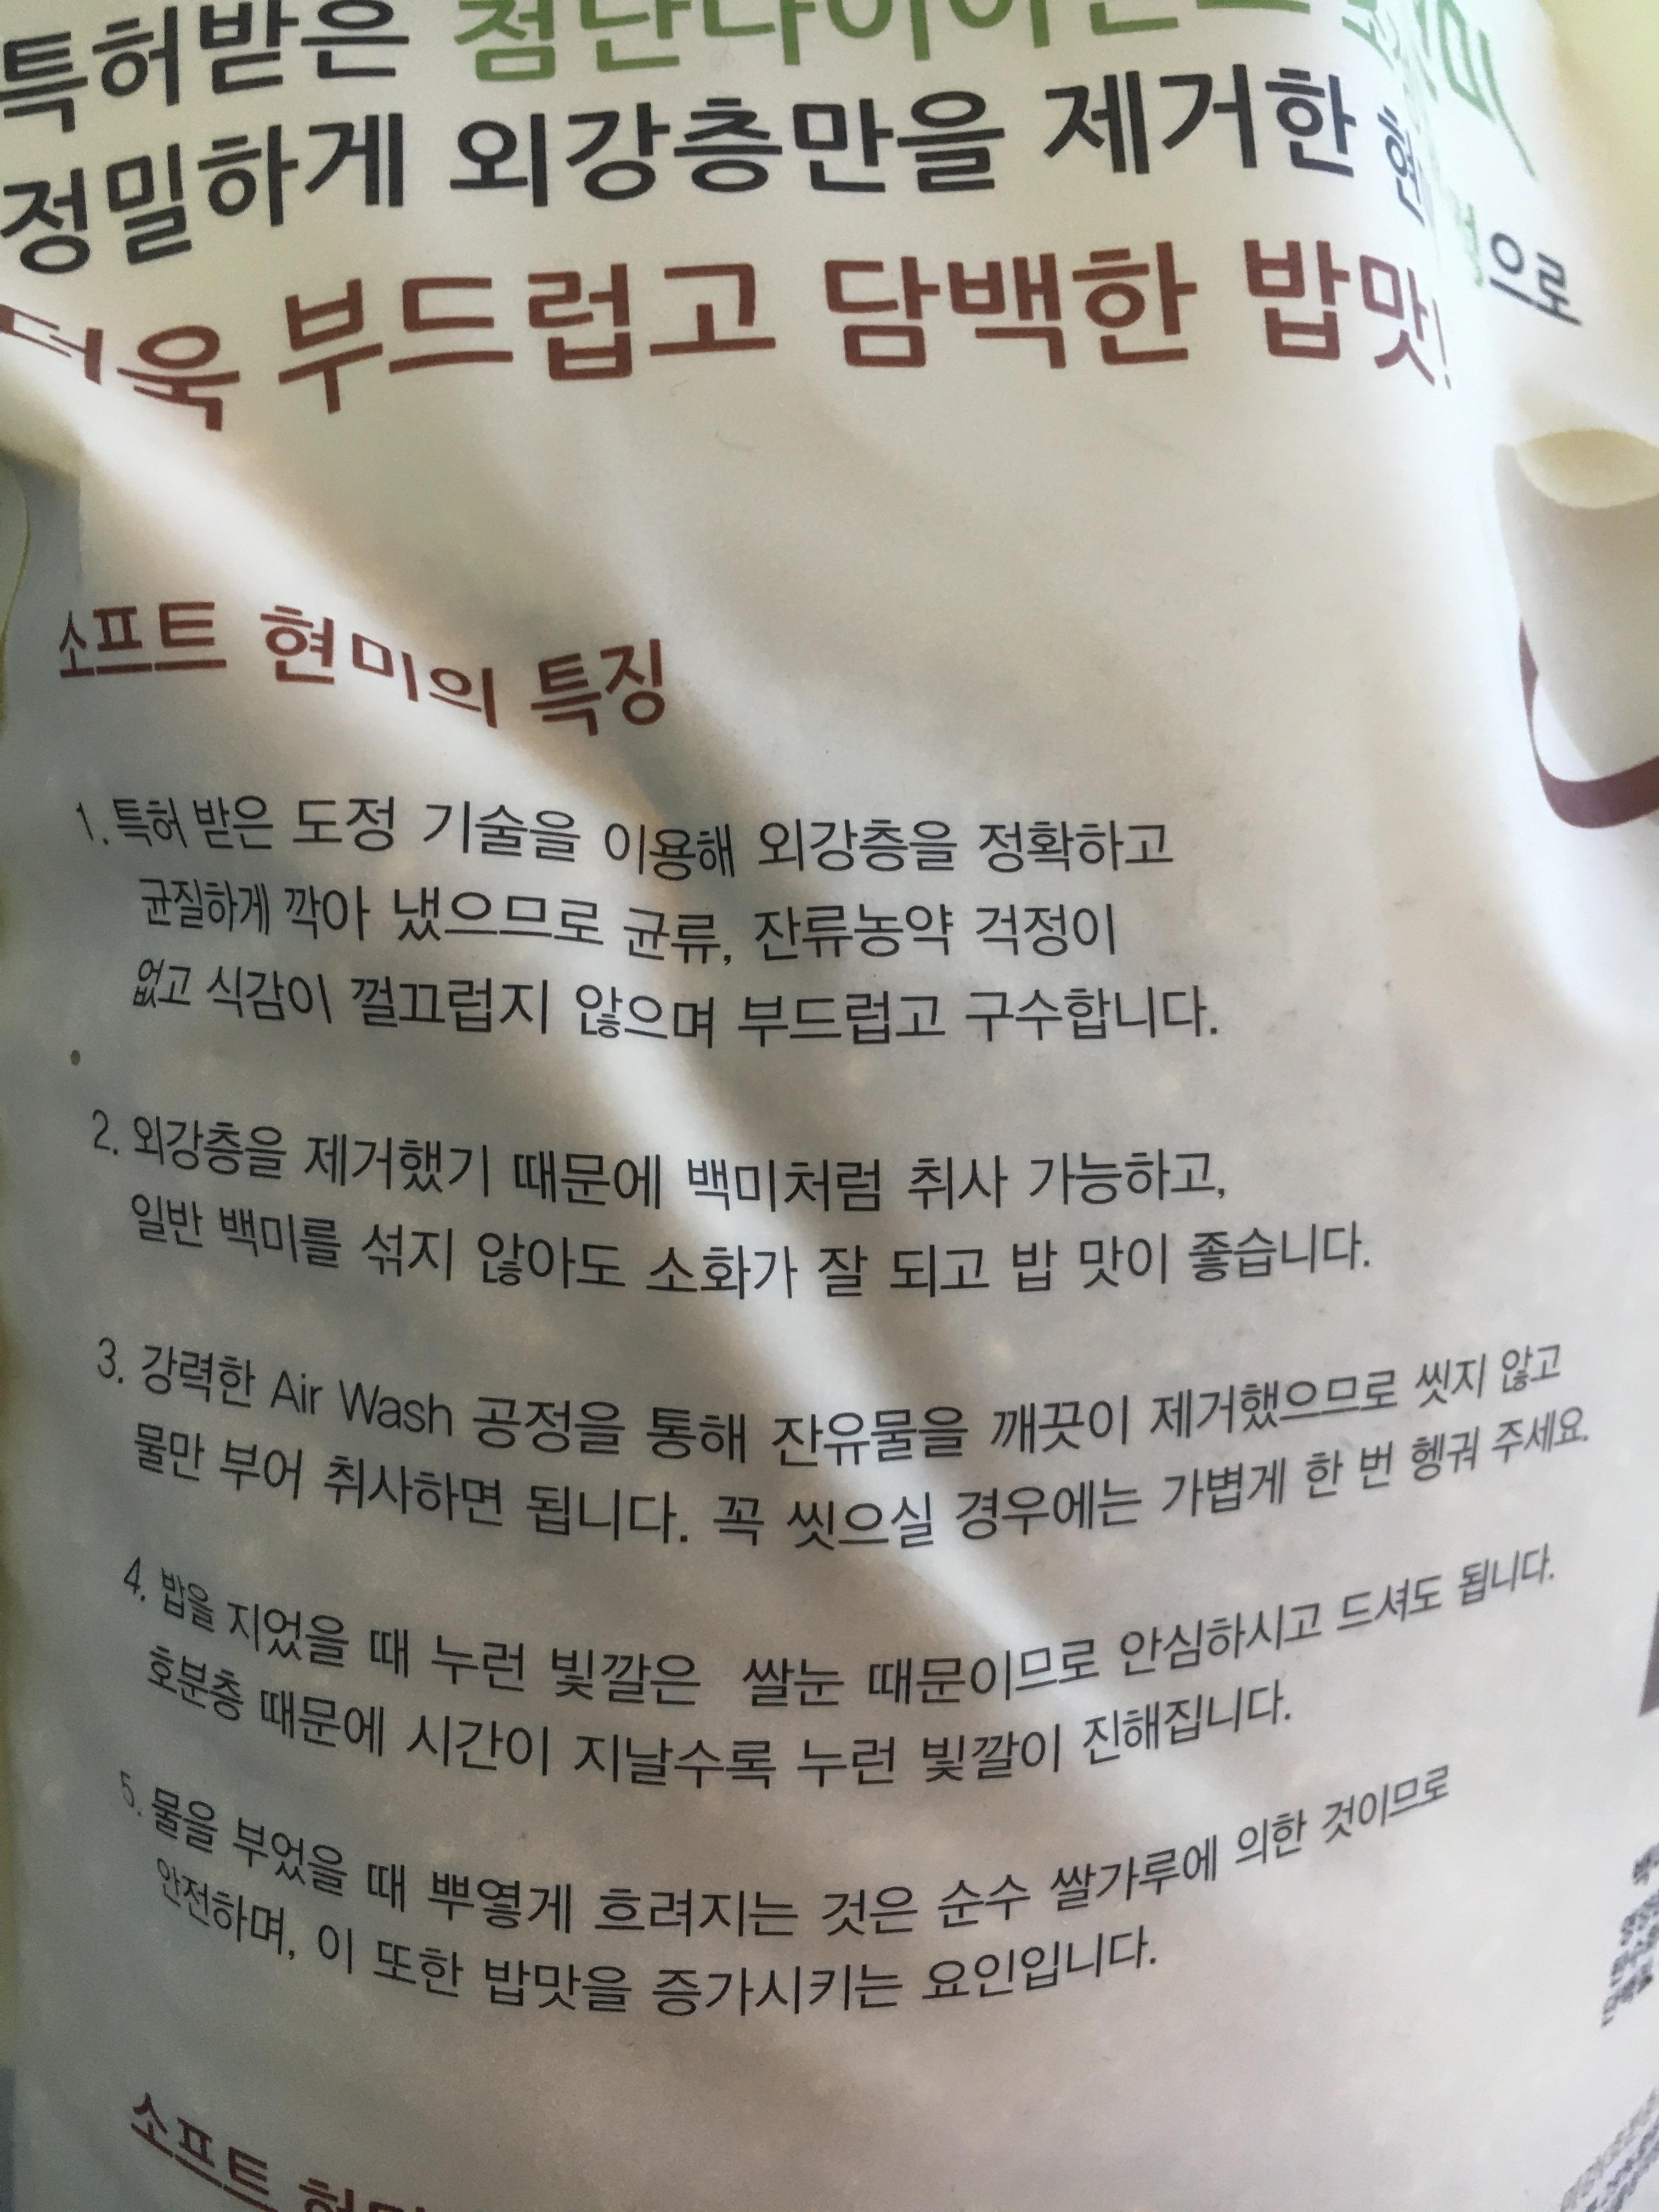 특허받은 첨단다이아몬드
정밀하게 외강층만을 제거한
으로
더욱 부드럽고 담백한 밥맛!
소프트 현미의 특징
1. 특허 받은 도정 기술을 이용해 외강층을 정확하고
균질하게 깍아 냈으므로 균류, 잔류농약 걱정이
없고 식감이 껄끄럽지 않으며 부드럽고 구수합니다.
2. 외강층을 제거했기 때문에 백미처럼 취사 가능하고,
일반 백미를 섞지 않아도 소화가 잘 되고 밥 맛이 좋습니다.
3. 강력한 Air Wash 공정을 통해 잔유물을 깨끗이 제거했으므로 씻지 않고
물만 부어 취사하면 됩니다. 꼭 씻으실 경우에는 가볍게 한 번 헹궈 주세요.
4. 밥을 지었을 때 누런 빛깔은 쌀눈 때문이므로 안심하시고 드셔도 됩니다.
호분층 때문에 시간이 지날수록 누런 빛깔이 진해집니다.
5. 물을 부었을 때 뿌옇게 흐려지는 것은 순수 쌀가루에 의한 것이므로
안전하며, 이 또한 밥맛을 증가시키는 요인입니다.
소프트 현미